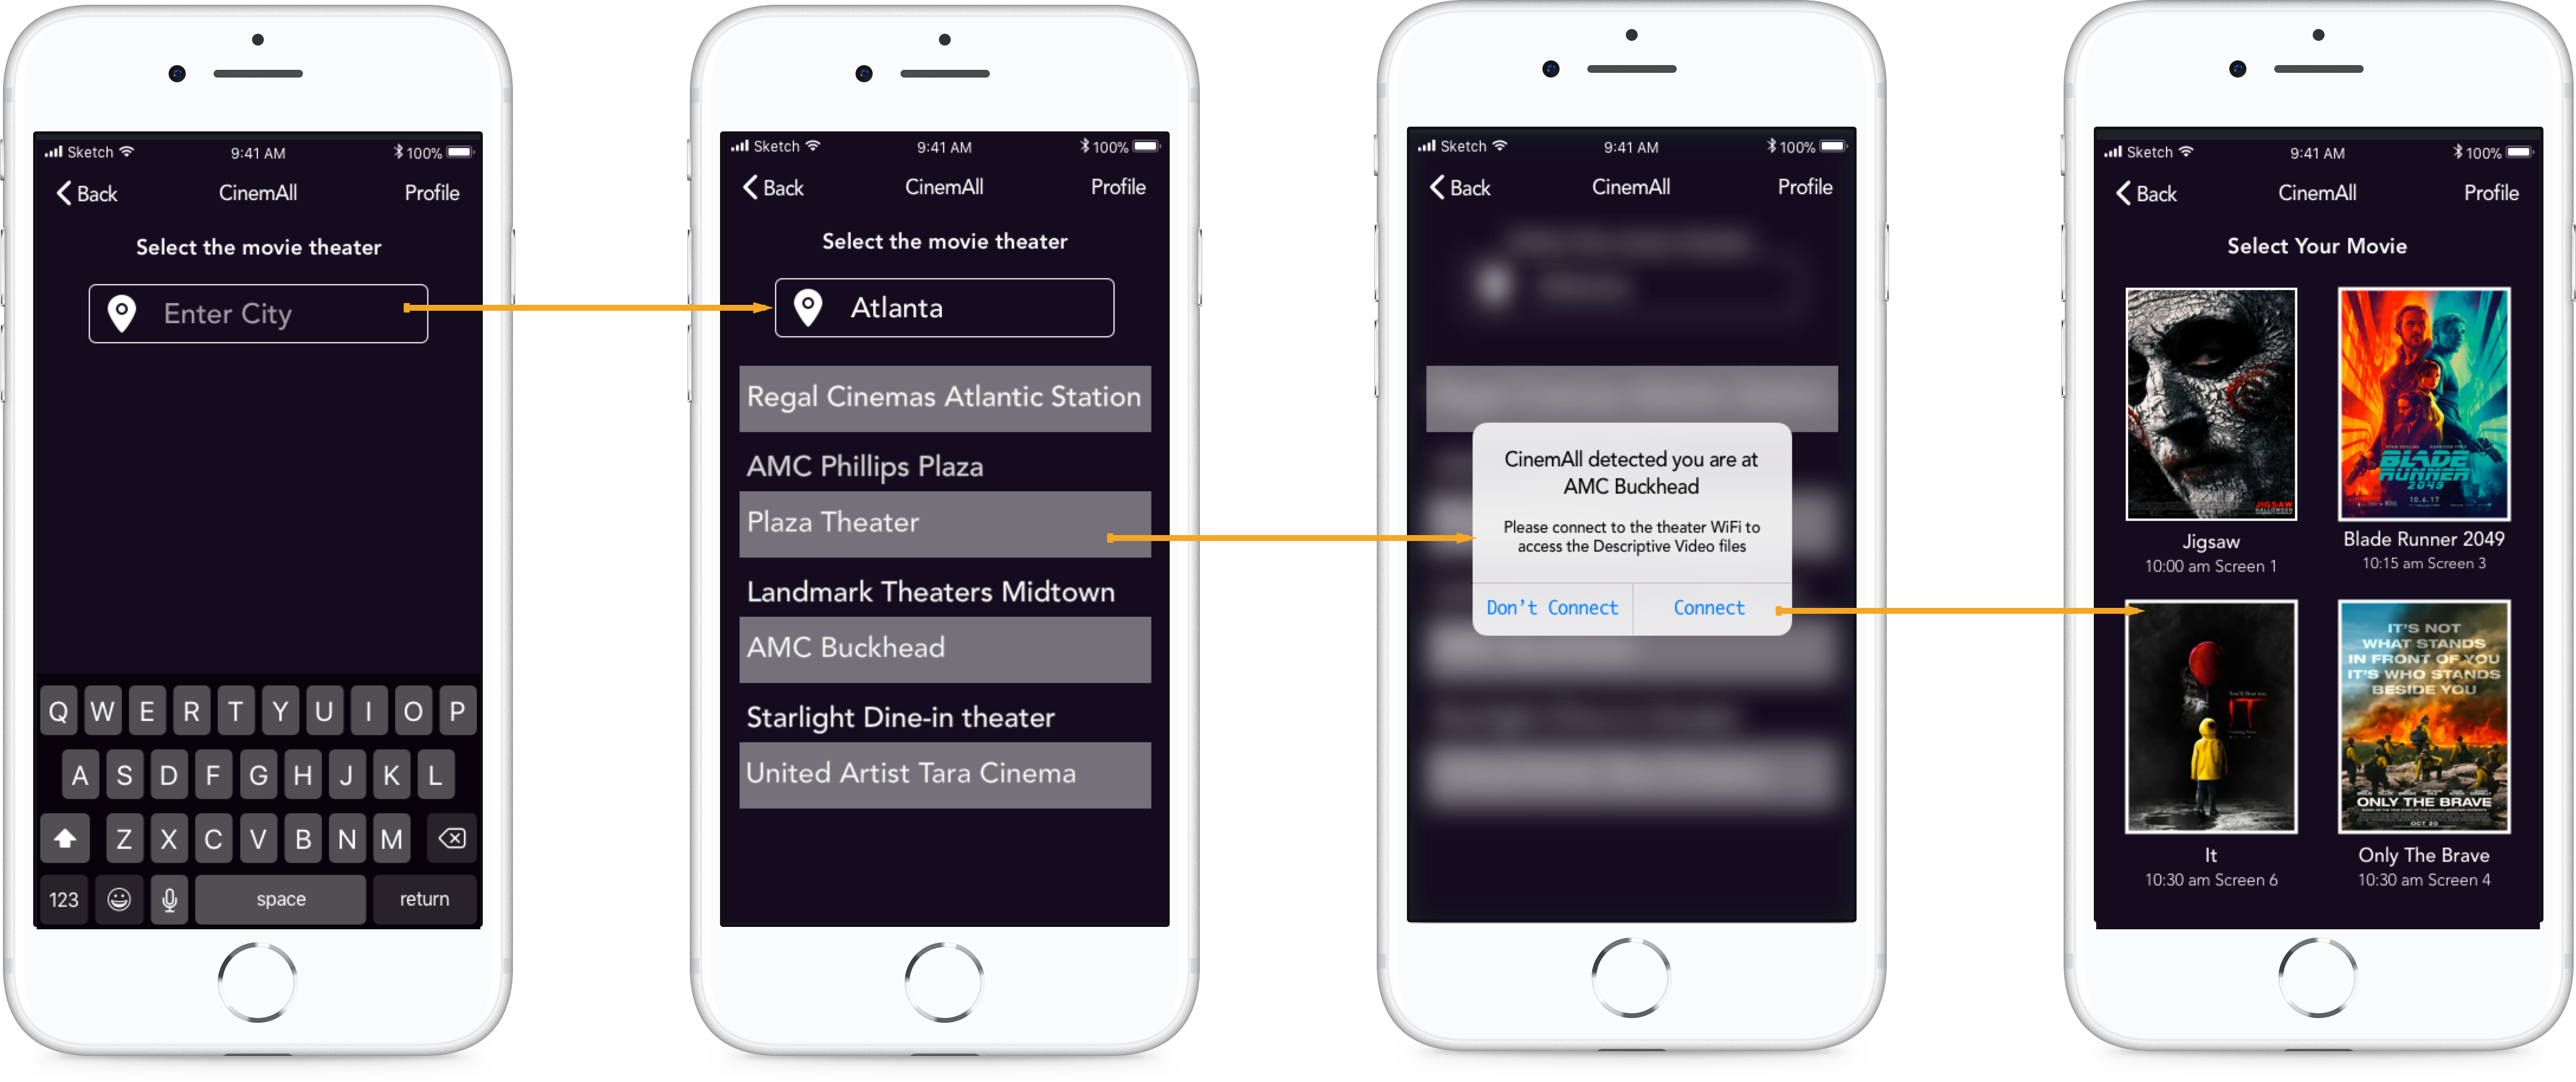 Sketch 9:41 AM 100%
Back CinemAll Profile
Select the movie theater
Enter City
Q W E R T Y U I O P
A S D F G H J K L
Z X C V B N M
123 space return
Sketch 9:41 AM 100%
Back CinemAll Profile
Select the movie theater
Atlanta
Regal Cinemas Atlantic Station
AMC Phillips Plaza
Plaza Theater
Landmark Theaters Midtown
AMC Buckhead
Starlight Dine-in theater
United Artist Tara Cinema
Sketch 9:41 AM 100%
Back CinemAll Profile
CinemAll detected you are at
AMC Buckhead
Please connect to the theater WiFi to
access the Descriptive Video files
Don't Connect Connect
Sketch 9:41 AM 100%
Back CinemAll Profile
Select Your Movie
JIGSAW
Jigsaw
10:00 am Screen 1
BLADE
RUNNER
2049
10.6.17
Blade Runner 2049
10:15 am Screen 3
You'll float too.
IT
It
10:30 am Screen 6
IT'S NOT
WHAT STANDS
IN FRONT OF YOU
IT'S WHO STANDS
BESIDE YOU
ONLY THE BRAVE
OCT 20
Only The Brave
10:30 am Screen 4